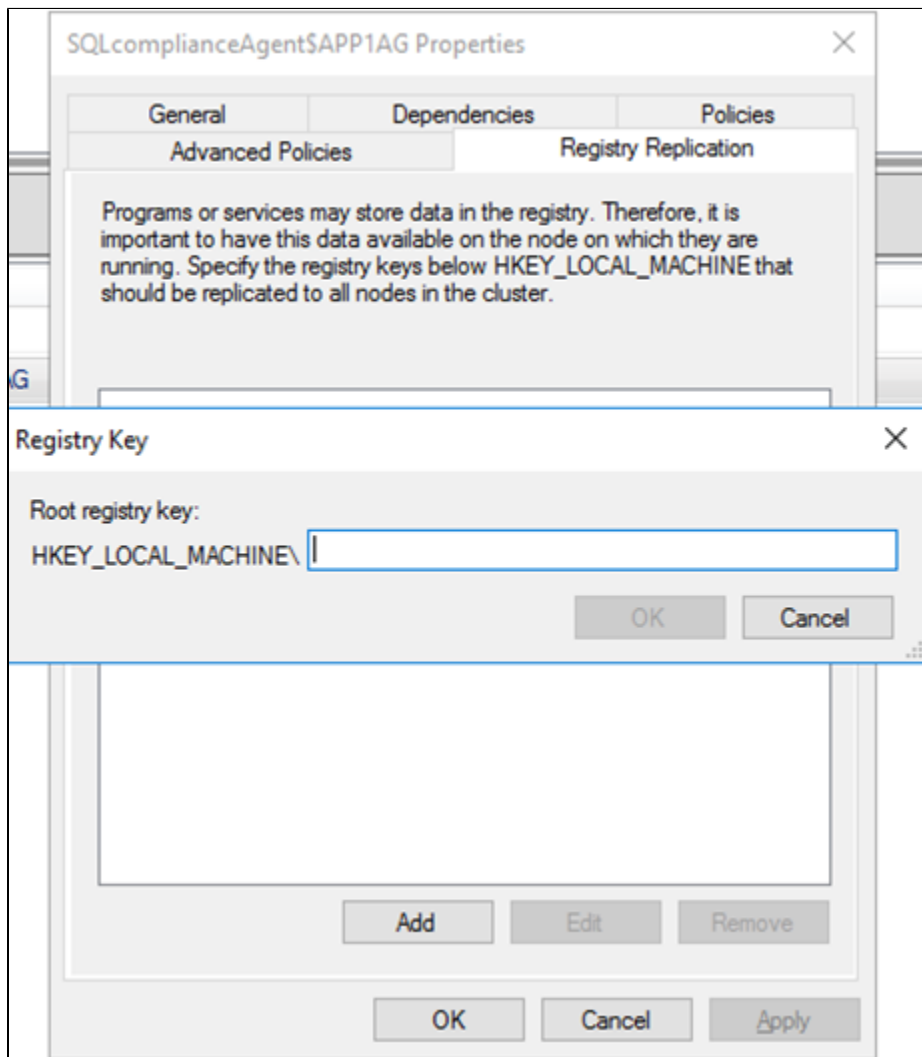 SQLcomplianceAgent$APP1AG Properties
General Dependencies Policies
Advanced Policies Registry Replication
Programs or services may store data in the registry. Therefore, it is
important to have this data available on the node on which they are
running. Specify the registry keys below HKEY_LOCAL_MACHINE that
should be replicated to all nodes in the cluster.
AG
Registry Key
Root registry key:
HKEY_LOCAL_MACHINE\
OK Cancel
Add Edit Remove
OK Cancel Apply